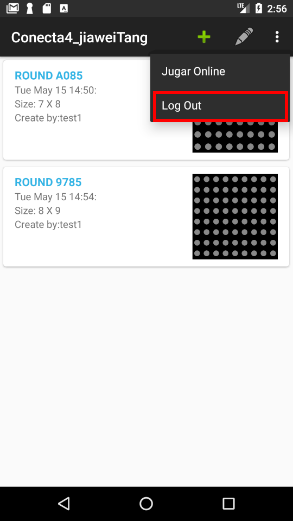 2:56
Conecta4_jiaweiTang
Jugar Online
Log Out
ROUND A085
Tue May 15 14:50:
Size: 7 X 8
Create by:test1
ROUND 9785
Tue May 15 14:54:
Size: 8 X 9
Create by:test1